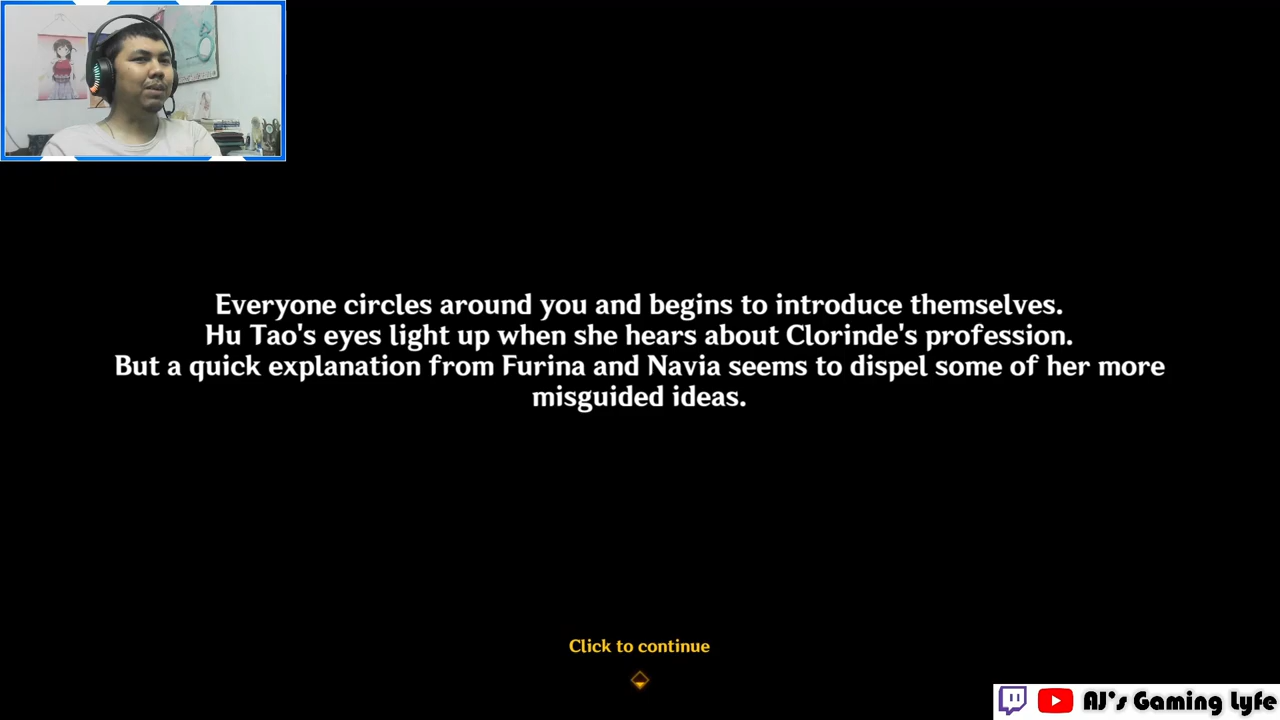 Everyone circles around you and begins to introduce themselves.
Hu Tao's eyes light up when she hears about Clorinde's profession.
But a quick explanation from Furina and Navia seems to dispel some of her more
misguided ideas.
Click to continue
AJ's Gaming Lyfe